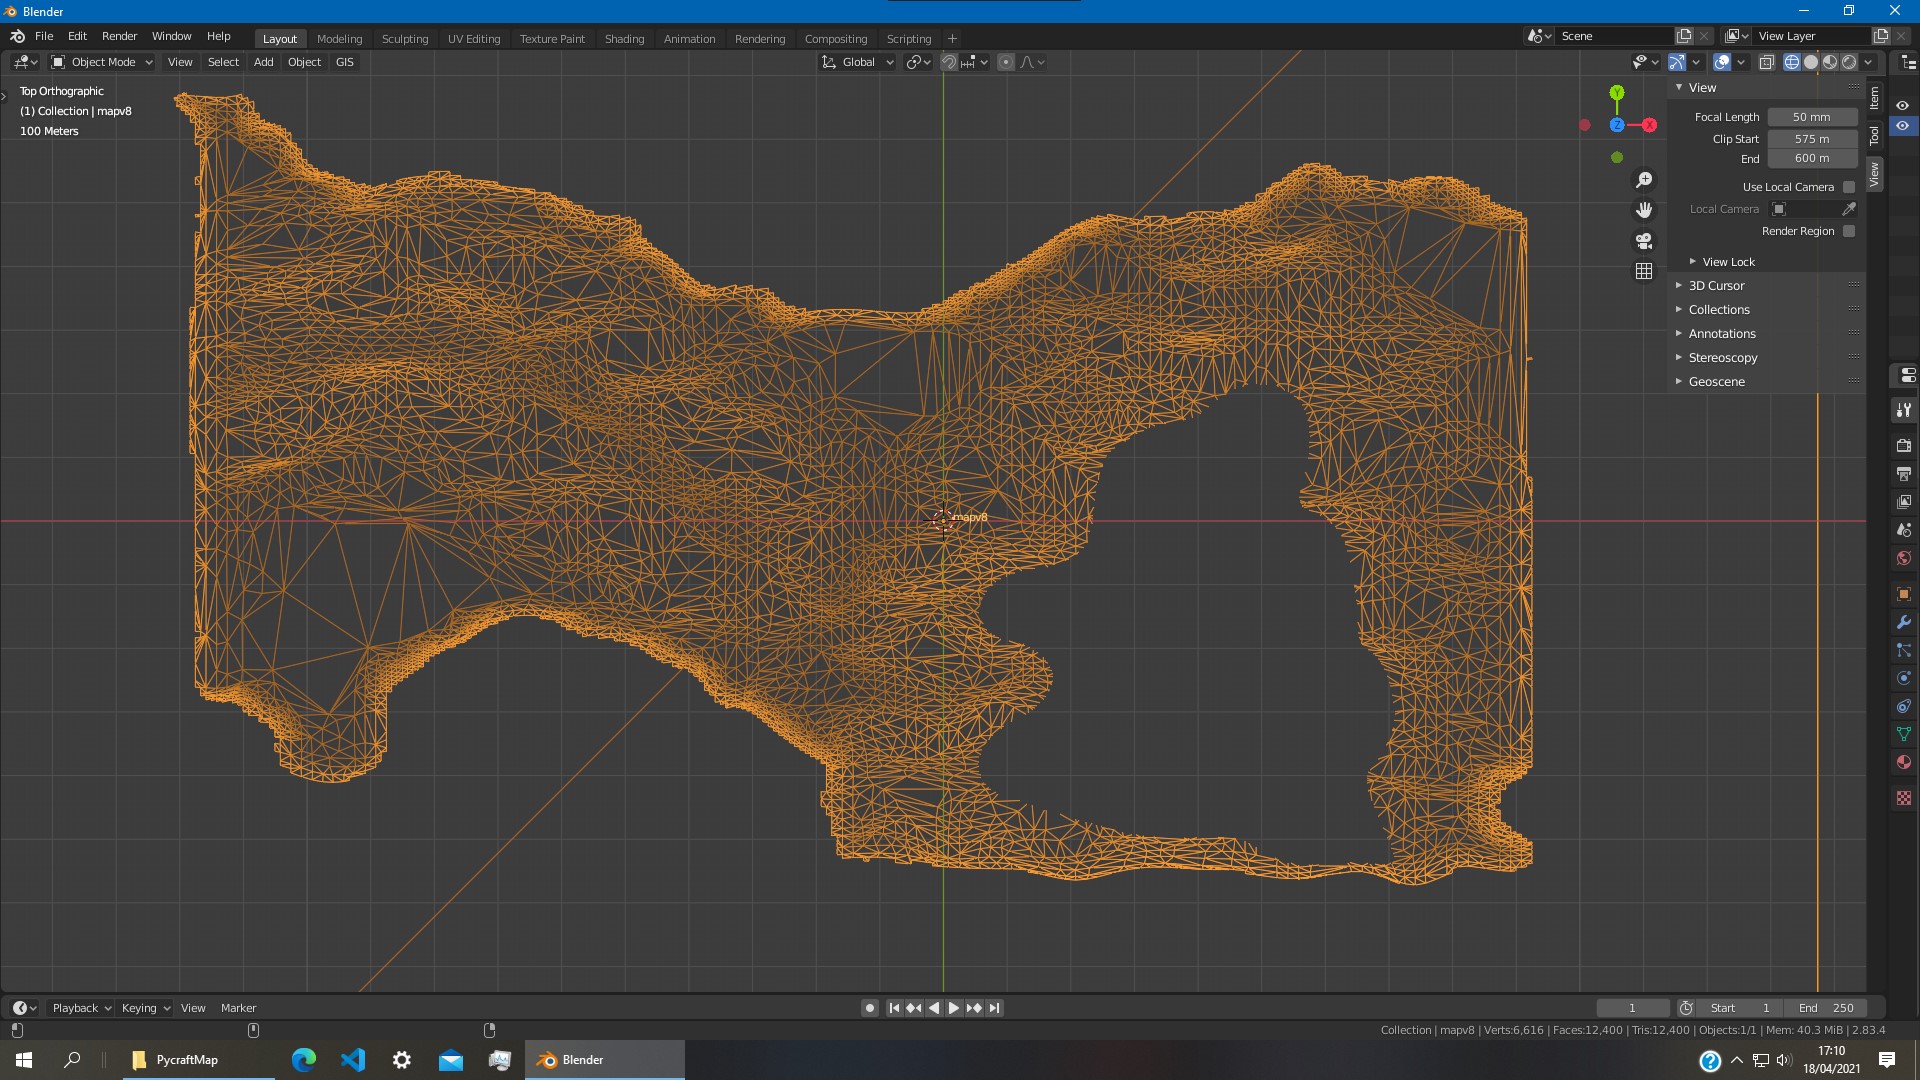 Blender
File Edit Render Window Help
Layout Modeling Sculpting UV Editing Texture Paint Shading Animation Rendering Compositing Scripting
Scene
View Layer
Object Mode View Select Add Object GIS
Global
Top Orthographic
(1) Collection | mapv8
100 Meters
Y
Z
X
View
Focal Length 50 mm
Clip Start 575 m
End 600 m
Use Local Camera
Local Camera
Render Region
View Lock
3D Cursor
Collections
Annotations
Stereoscopy
Geoscene
Item
Tool
View
mapv8
Playback Keying View Marker
1
Start 1
End 250
Collection | mapv8 | Verts:6,616 | Faces:12,400 | Tris:12,400 | Objects:1/1 | Mem: 40.3 MiB | 2.83.4
PycraftMap
Blender
17:10
18/04/2021